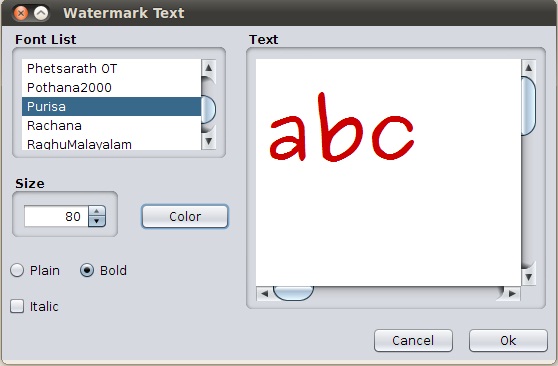 Watermark Text
Font List
Phetsarath OT
Pothana2000
Purisa
Rachana
RaghuMalayalam
Text
abc
Size
80
Color
Plain
Bold
Italic
Cancel
Ok